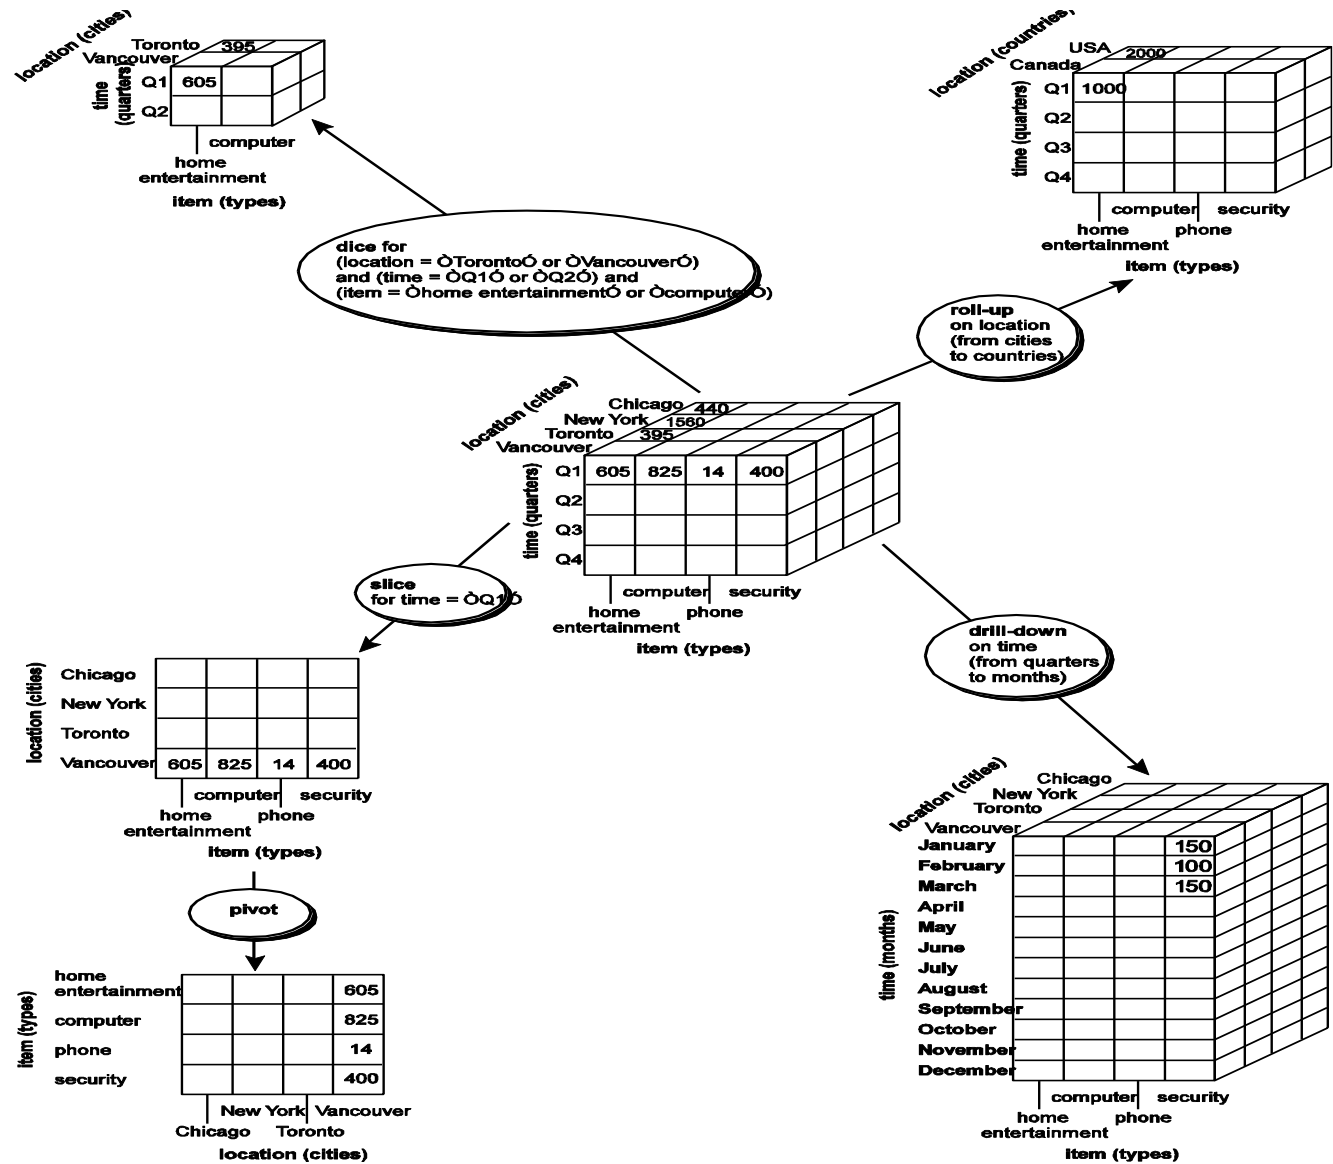 location (cities)
Toronto 395
Vancouver
time (quarters)
Q1 605
Q2
computer
home
entertainment
item (types)
location (countries)
USA 2000
Canada
time (quarters)
Q1 1000
Q2
Q3
Q4
computer security
home phone
entertainment
item (types)
dice for
(location = ÒTorontoÓ or ÒVancouverÓ)
and (time = ÒQ1Ó or ÒQ2Ó) and
(item = Òhome entertainmentÓ or ÒcomputerÓ)
roll-up
on location
(from cities
to countries)
location (cities)
Chicago 440
New York 1560
Toronto 395
Vancouver
time (quarters)
Q1 605 825 14 400
Q2
Q3
Q4
computer security
home phone
entertainment
item (types)
slice
for time = ÒQ1Ó
drill-down
on time
(from quarters
to months)
location (cities)
Chicago
New York
Toronto
Vancouver 605 825 14 400
computer security
home phone
entertainment
item (types)
pivot
item (types)
home
entertainment 605
computer 825
phone 14
security 400
New York Vancouver
Chicago Toronto
location (cities)
location (cities)
Chicago
New York
Toronto
Vancouver
time (months)
January 150
February 100
March 150
April
May
June
July
August
September
October
November
December
computer security
home phone
entertainment
item (types)